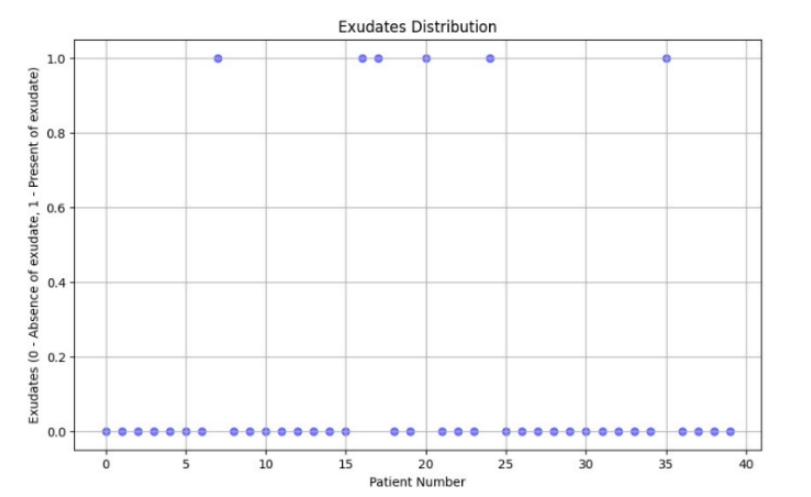 Exudates Distribution
Exudates (0 - Absence of exudate, 1 - Present of exudate)
1.0
0.8
0.6
0.4
0.2
0.0
0 5 10 15 20 25 30 35 40
Patient Number